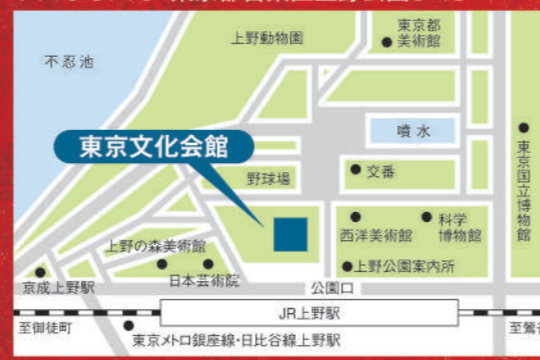 上野動物園
東京都
美術館
不忍池
噴水
東京文化会館
交番
野球場
東京国立博物館
西洋美術館
科学
博物館
上野の森美術館
上野公園案内所
日本芸術院
京成上野駅
公園口
JR上野駅
至御徒町
東京メトロ銀座線・日比谷線上野駅